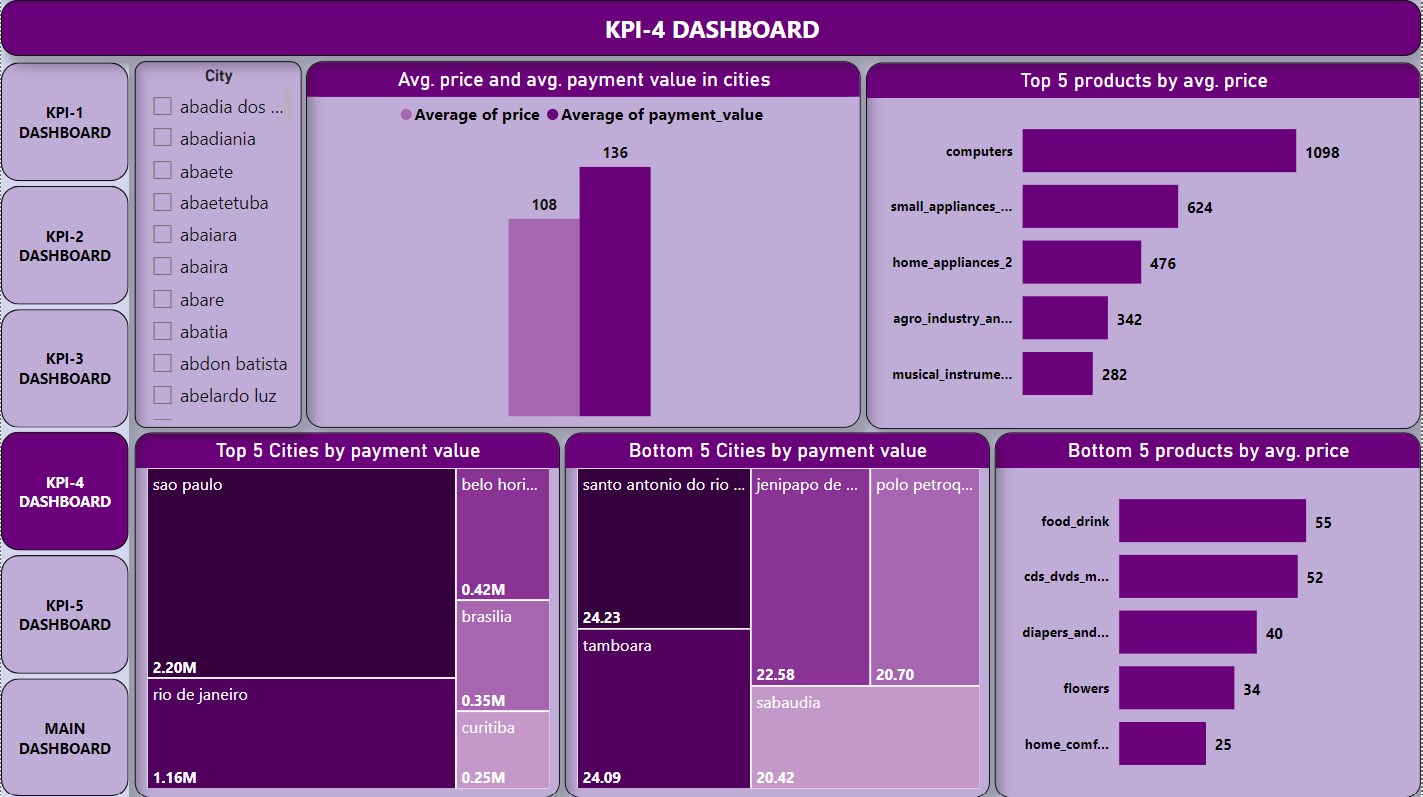 KPI-4 DASHBOARD
KPI-1
DASHBOARD
KPI-2
DASHBOARD
KPI-3
DASHBOARD
KPI-4
DASHBOARD
KPI-5
DASHBOARD
MAIN
DASHBOARD
City
abadia dos ...
abadiania
abaete
abaetetuba
abaiara
abaira
abare
abatia
abdon batista
abelardo luz
Avg. price and avg. payment value in cities
Average of price Average of payment_value
108
136
Top 5 products by avg. price
computers 1098
small_appliances_... 624
home_appliances_2 476
agro_industry_an... 342
musical_instrume... 282
Top 5 Cities by payment value
sao paulo
2.20M
rio de janeiro
1.16M
belo hori...
0.42M
brasilia
0.35M
curitiba
0.25M
Bottom 5 Cities by payment value
santo antonio do rio ...
24.23
tamboara
24.09
jenipapo de ...
22.58
polo petroq...
20.70
sabaudia
20.42
Bottom 5 products by avg. price
food_drink 55
cds_dvds_m... 52
diapers_and... 40
flowers 34
home_comf... 25